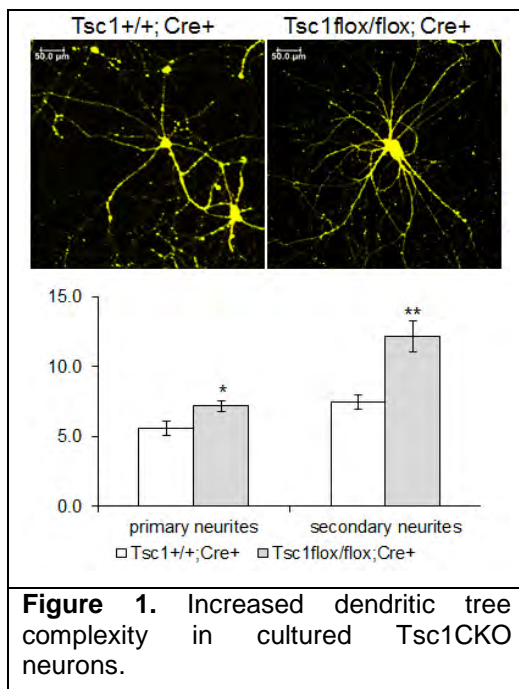 Tsc1+/+; Cre+ Tsc1flox/flox; Cre+
50.0 µm 50.0 µm
15.0
**
10.0
*
5.0
0.0
primary neurites secondary neurites
Tsc1+/+;Cre+ Tsc1flox/flox;Cre+
Figure 1. Increased dendritic tree
complexity in cultured Tsc1CKO
neurons.